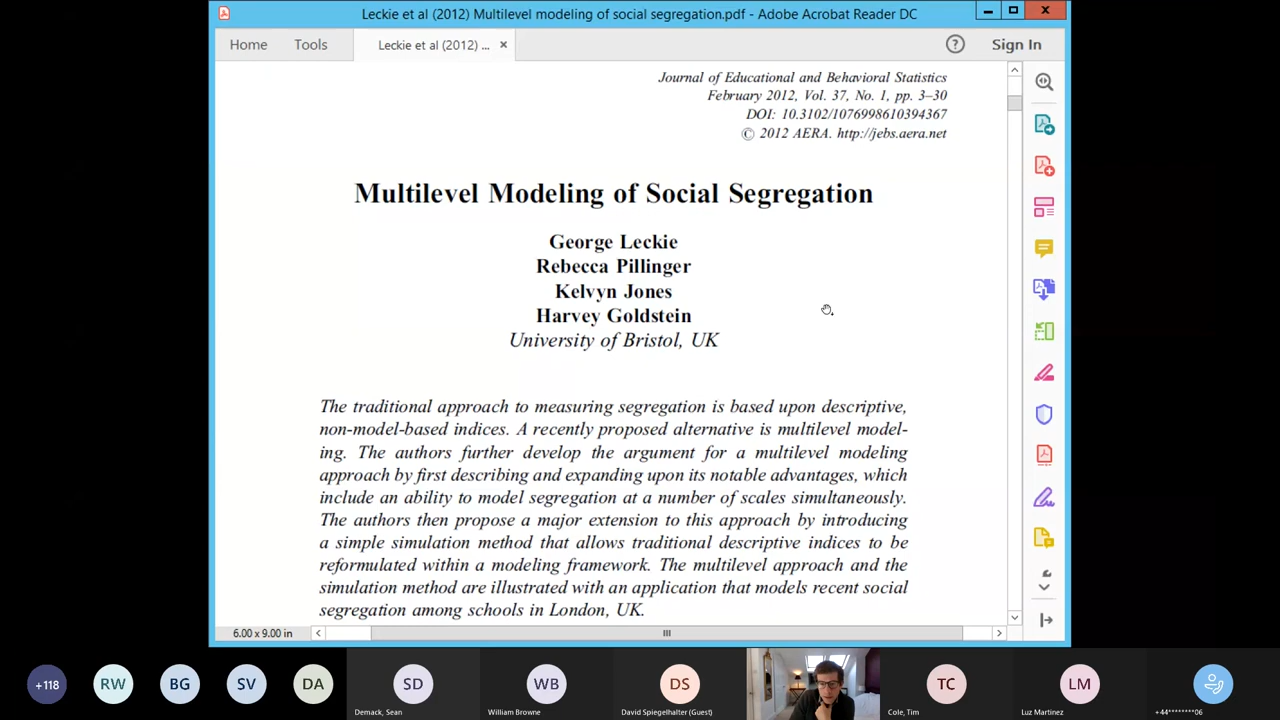 Leckie et al (2012) Multilevel modeling of social segregation.pdf - Adobe Acrobat Reader DC
Home Tools Leckie et al (2012) ... × ? Sign In
Journal of Educational and Behavioral Statistics
February 2012, Vol. 37, No. 1, pp. 3–30
DOI: 10.3102/1076998610394367
© 2012 AERA. http://jebs.aera.net
Multilevel Modeling of Social Segregation
George Leckie
Rebecca Pillinger
Kelvyn Jones
Harvey Goldstein
University of Bristol, UK
The traditional approach to measuring segregation is based upon descriptive,
non-model-based indices. A recently proposed alternative is multilevel model-
ing. The authors further develop the argument for a multilevel modeling
approach by first describing and expanding upon its notable advantages, which
include an ability to model segregation at a number of scales simultaneously.
The authors then propose a major extension to this approach by introducing
a simple simulation method that allows traditional descriptive indices to be
reformulated within a modeling framework. The multilevel approach and the
simulation method are illustrated with an application that models recent social
segregation among schools in London, UK.
6.00 x 9.00 in
+118 RW BG SV DA SD WB DS TC LM
Demack, Sean William Browne David Spiegelhalter (Guest) Cole, Tim Luz Martinez +44********06